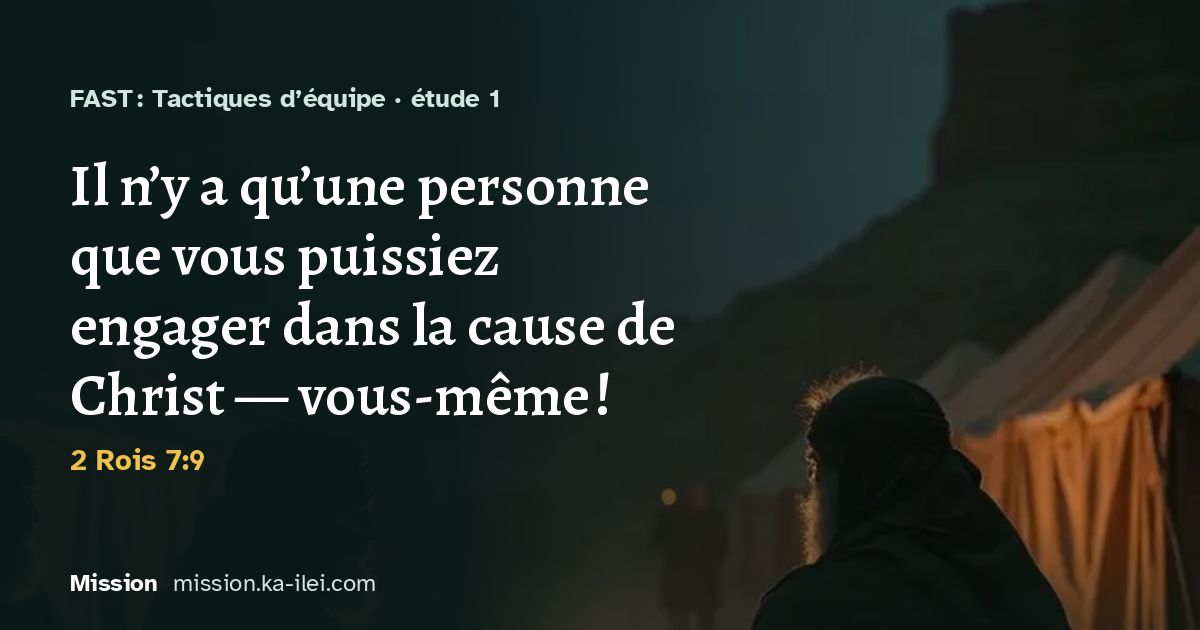 FAST : Tactiques d’équipe · étude 1
Il n’y a qu’une personne
que vous puissiez
engager dans la cause de
Christ — vous-même !
2 Rois 7:9
Mission mission.ka-ilei.com